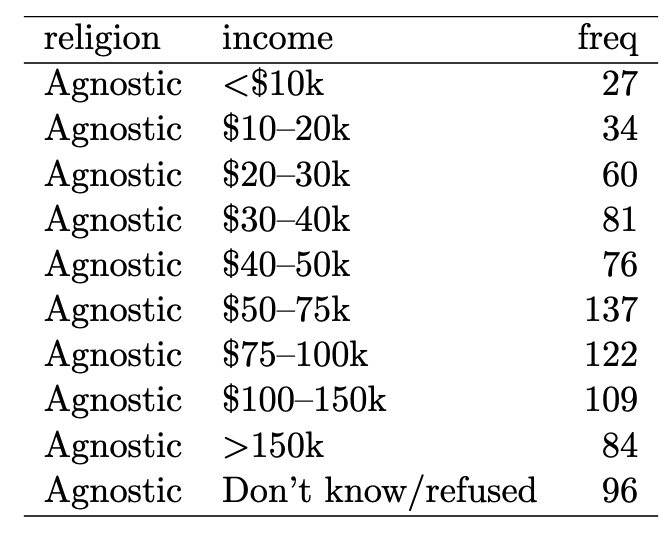 religion income freq
Agnostic <$10k 27
Agnostic $10–20k 34
Agnostic $20–30k 60
Agnostic $30–40k 81
Agnostic $40–50k 76
Agnostic $50–75k 137
Agnostic $75–100k 122
Agnostic $100–150k 109
Agnostic >150k 84
Agnostic Don’t know/refused 96